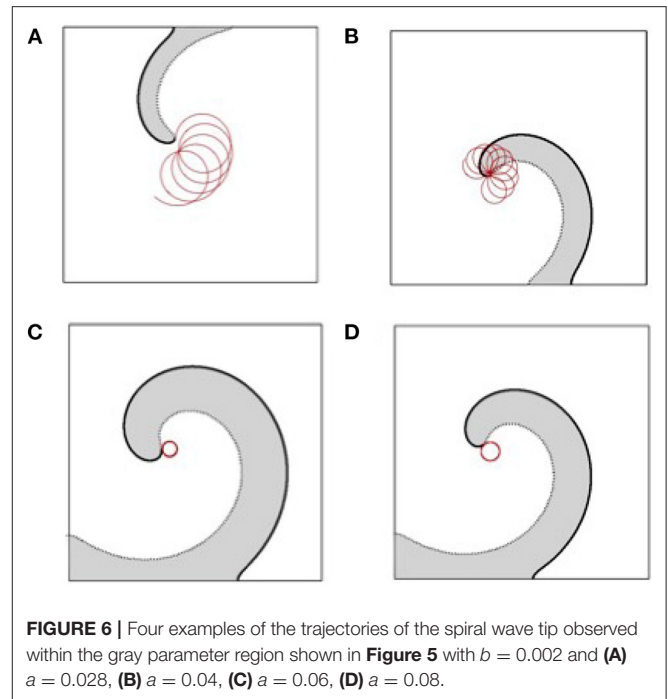 A
B
C
D
FIGURE 6 | Four examples of the trajectories of the spiral wave tip observed
within the gray parameter region shown in Figure 5 with b = 0.002 and (A)
a = 0.028, (B) a = 0.04, (C) a = 0.06, (D) a = 0.08.